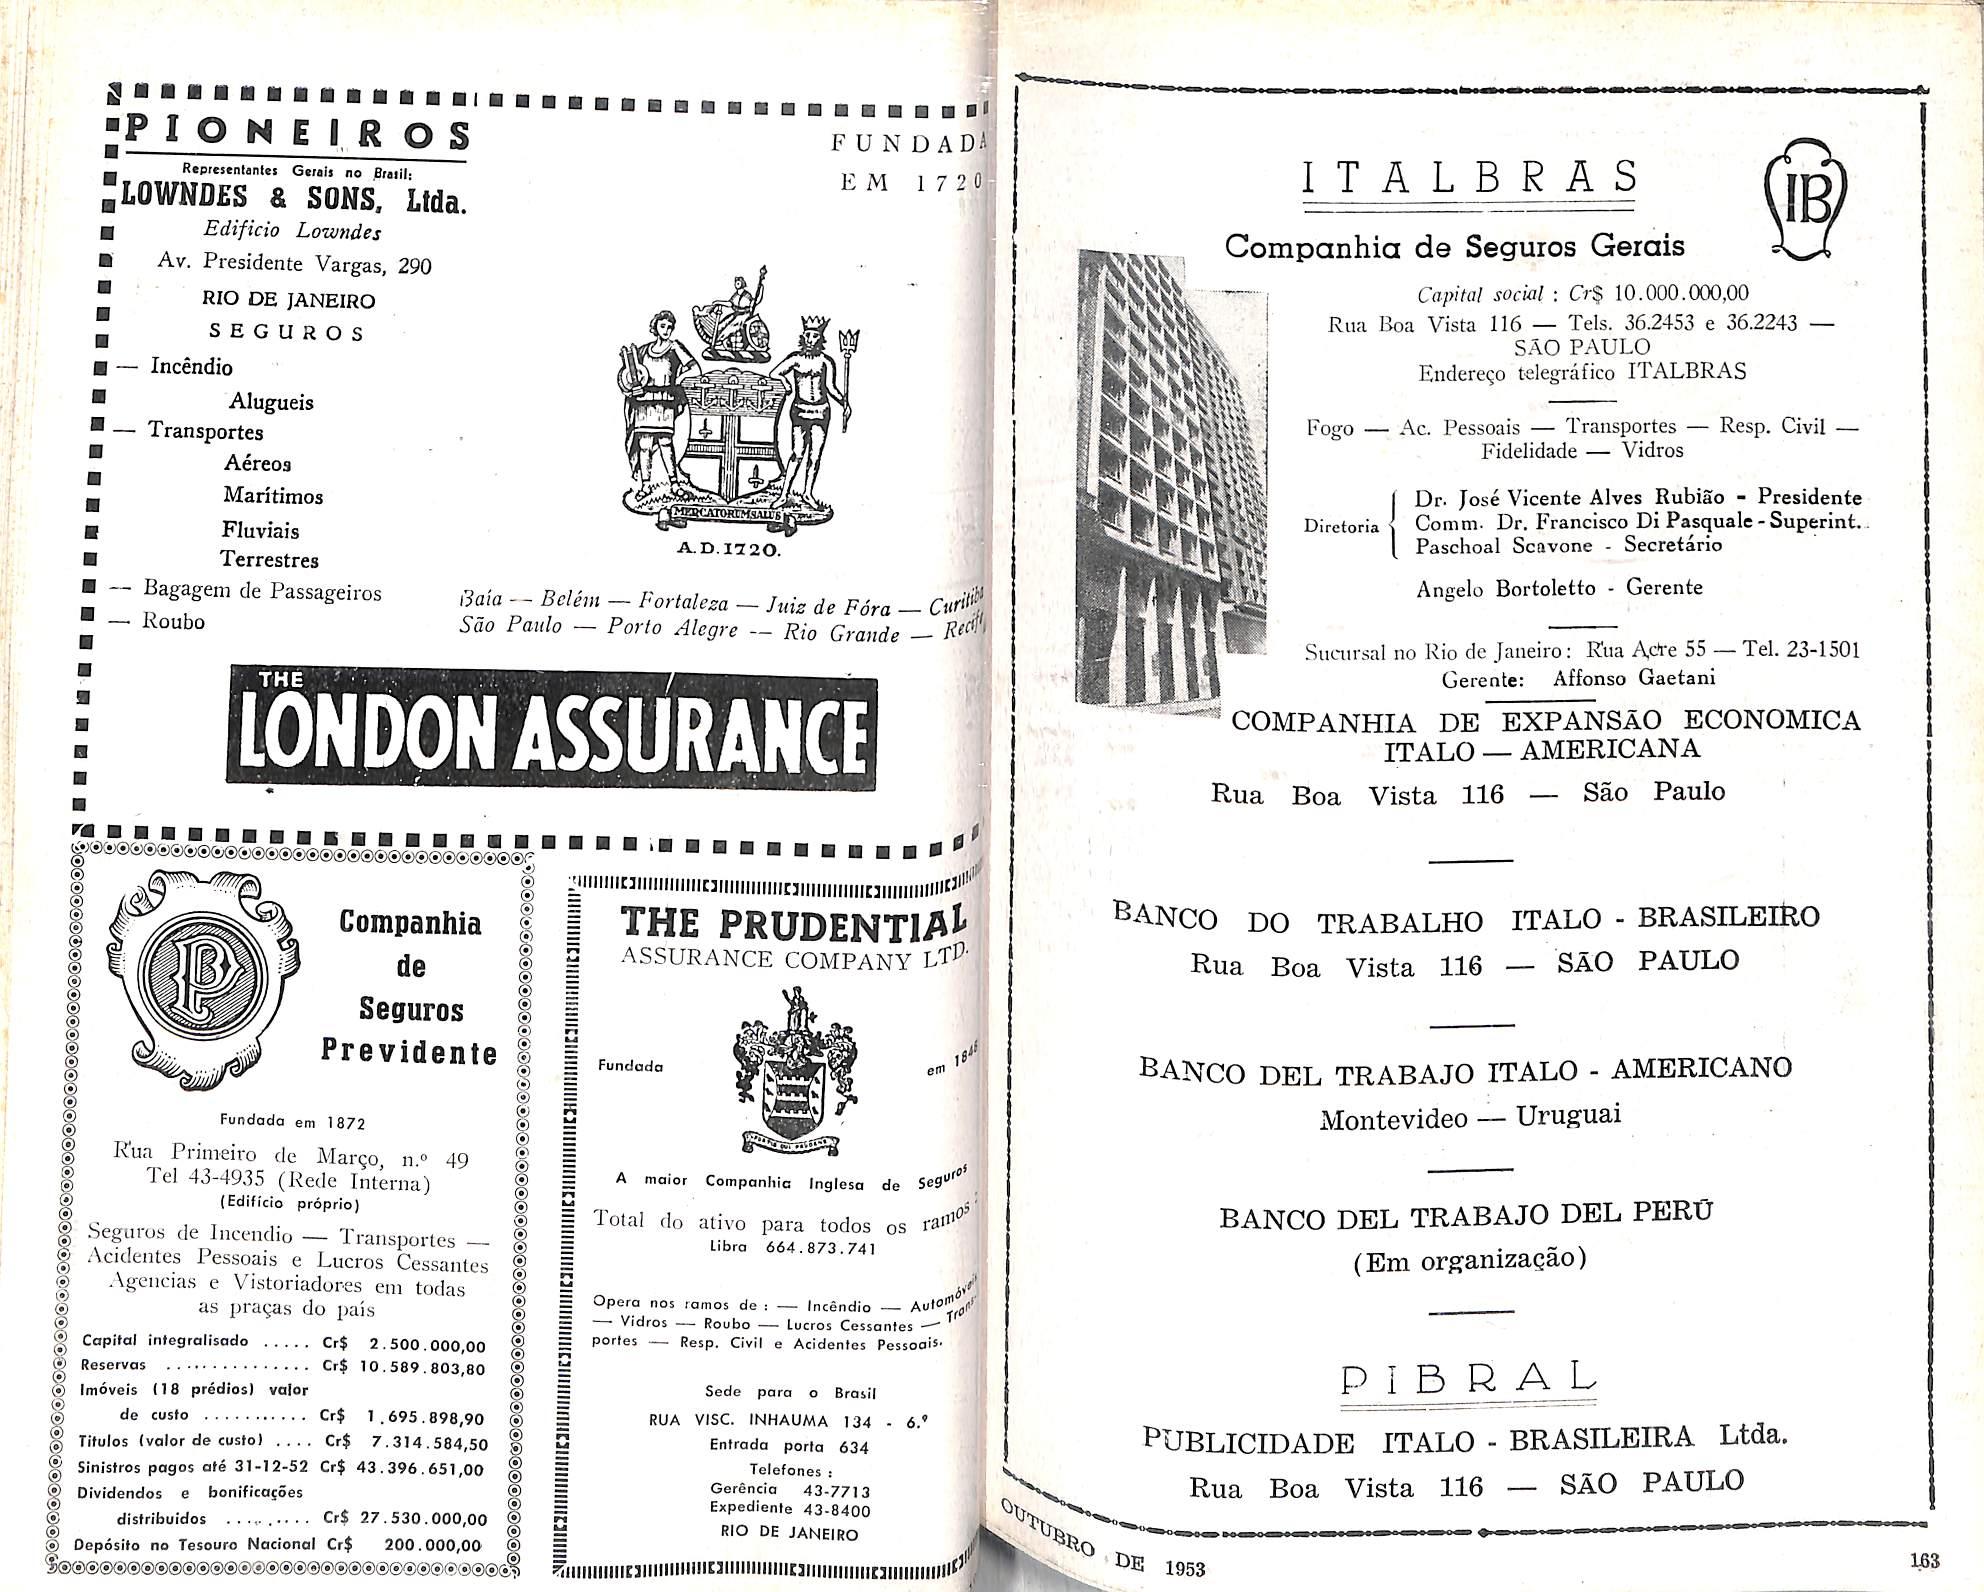 PIONEIROS
Representantes Gerais no Brasil:
LOWNDES & SONS, Ltda.
Edificio Lowndes
Av. Presidente Vargas, 290
RIO DE JANEIRO
SEGUROS
— Incêndio
Alugueis
— Transportes
Aéreos
Marítimos
Fluviais
Terrestres
— Bagagem de Passageiros
— Roubo
FUNDADA
EM 1720
MERCATORUM SALUS
A.D.1720.
Baía — Belém — Fortaleza — Juiz de Fóra — Curitiba
São Paulo — Porto Alegre — Rio Grande — Recife
THE
LONDON ASSURANCE
P
Companhia
de
Seguros
Previdente
Fundada em 1872
Rua Primeiro de Março, n.º 49
Tel 43-4935 (Rede Interna)
(Edifício próprio)
Seguros de Incendio — Transportes —
Acidentes Pessoais e Lucros Cessantes
Agencias e Vistoriadores em todas
as praças do país
Capital integralisado ..... Cr$ 2.500.000,00
Reservas ............... Cr$ 10.589.803,80
Imóveis (18 prédios) valor
de custo ........... Cr$ 1.695.898,90
Titulos (valor de custo) .... Cr$ 7.314.584,50
Sinistros pagos até 31-12-52 Cr$ 43.396.651,00
Dividendos e bonificações
distribuidos ......... Cr$ 27.530.000,00
Depósito no Tesouro Nacional Cr$ 200.000,00
THE PRUDENTIAL
ASSURANCE COMPANY LTD.
Fundada em 1848
A maior Companhia Inglesa de Seguros
Total do ativo para todos os ramos :
Libra 664.873.741
Opera nos ramos de : — Incêndio — Automóveis
— Vidros — Roubo — Lucros Cessantes — Trans-
portes — Resp. Civil e Acidentes Pessoais.
Sede para o Brasil
RUA VISC. INHAUMA 134 - 6.º
Entrada porta 634
Telefones :
Gerência 43-7713
Expediente 43-8400
RIO DE JANEIRO
ITALBRAS
IB
Companhia de Seguros Gerais
Capital social : Cr$ 10.000.000,00
Rua Boa Vista 116 — Tels. 36.2453 e 36.2243 —
SÃO PAULO
Endereço telegráfico ITALBRAS
Fogo — Ac. Pessoais — Transportes — Resp. Civil —
Fidelidade — Vidros
Diretoria
Dr. José Vicente Alves Rubião - Presidente
Comm. Dr. Francisco Di Pasquale - Superint.
Paschoal Scavone - Secretário
Angelo Bortoletto - Gerente
Sucursal no Rio de Janeiro: Rua Acre 55 — Tel. 23-1501
Gerente: Affonso Gaetani
COMPANHIA DE EXPANSÃO ECONOMICA
ITALO — AMERICANA
Rua Boa Vista 116 — São Paulo
BANCO DO TRABALHO ITALO - BRASILEIRO
Rua Boa Vista 116 — SÃO PAULO
BANCO DEL TRABAJO ITALO - AMERICANO
Montevideo — Uruguai
BANCO DEL TRABAJO DEL PERÚ
(Em organização)
PIBRAL
PUBLICIDADE ITALO - BRASILEIRA Ltda.
Rua Boa Vista 116 — SÃO PAULO
OUTUBRO DE 1953
163